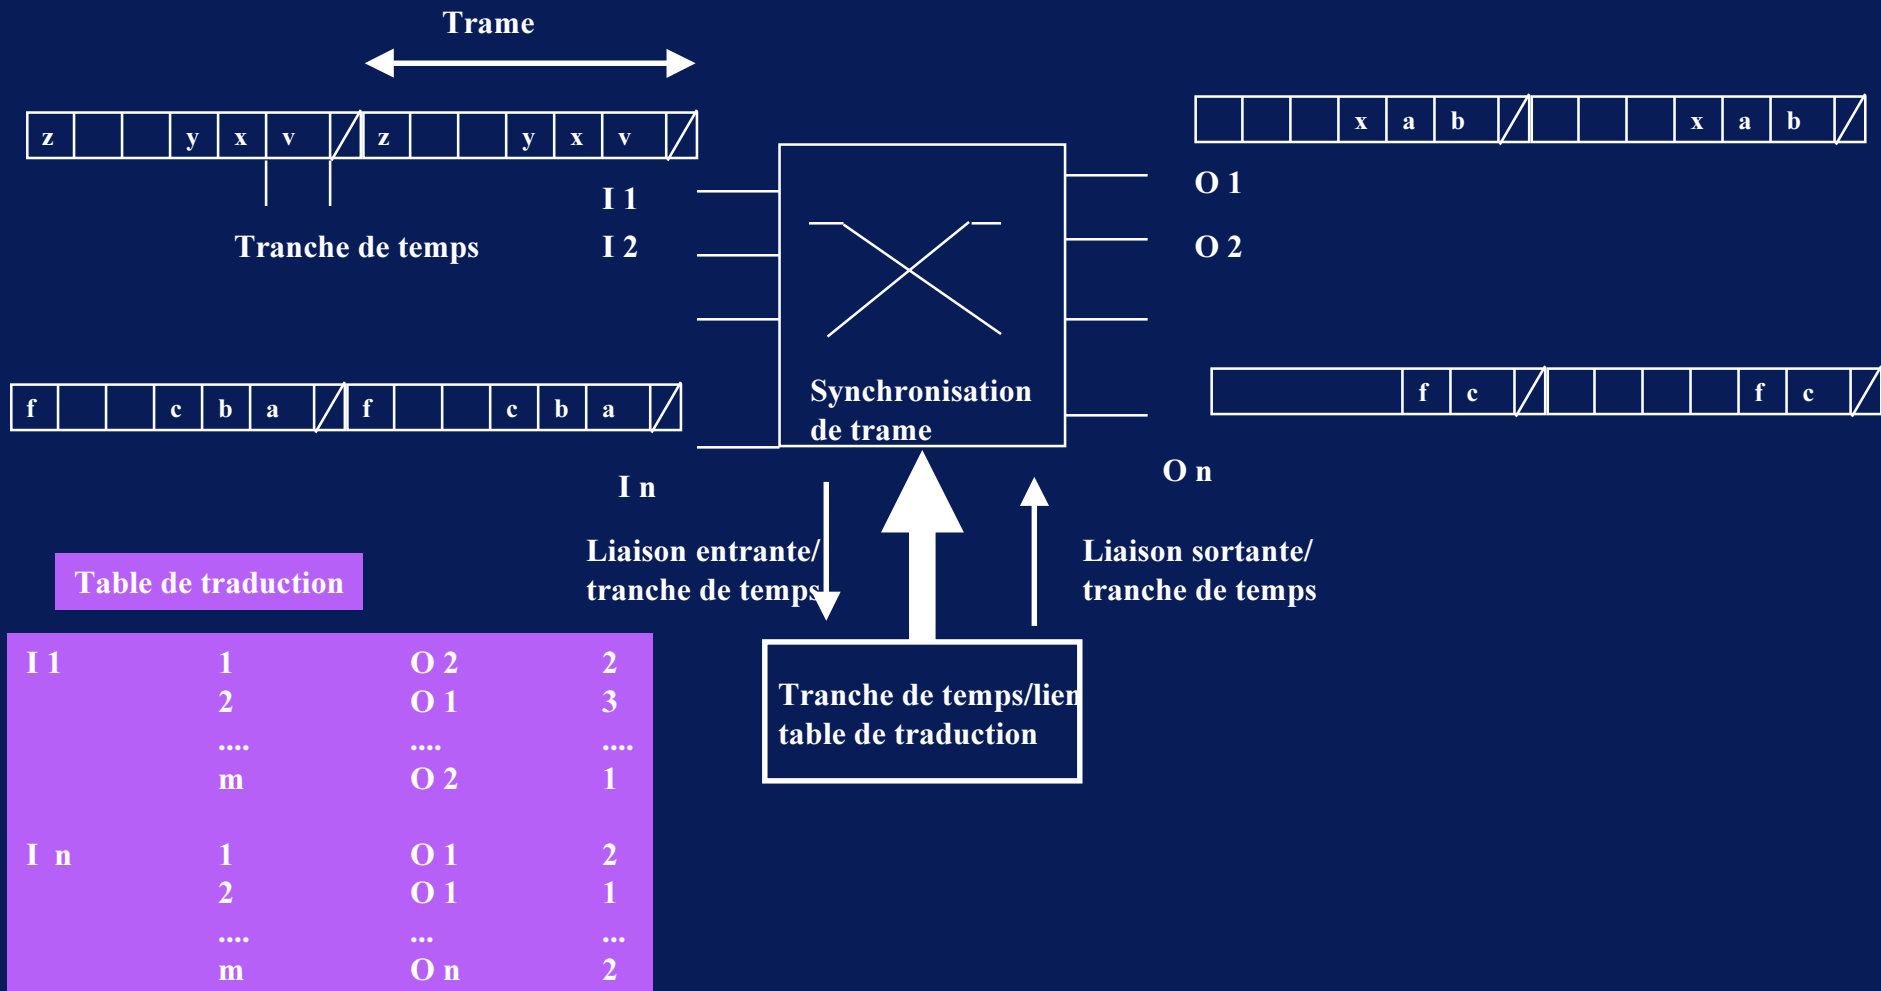 Trame
z y x v z y x v
x a b x a b
I 1
O 1
Tranche de temps
I 2
O 2
f c b a f c b a
f c f c
Synchronisation
de trame
I n
O n
Liaison entrante/
tranche de temps
Liaison sortante/
tranche de temps
Table de traduction
I 1 1 O 2 2
2 O 1 3
.... .... ....
m O 2 1
I n 1 O 1 2
2 O 1 1
.... ... ...
m O n 2
Tranche de temps/lien
table de traduction